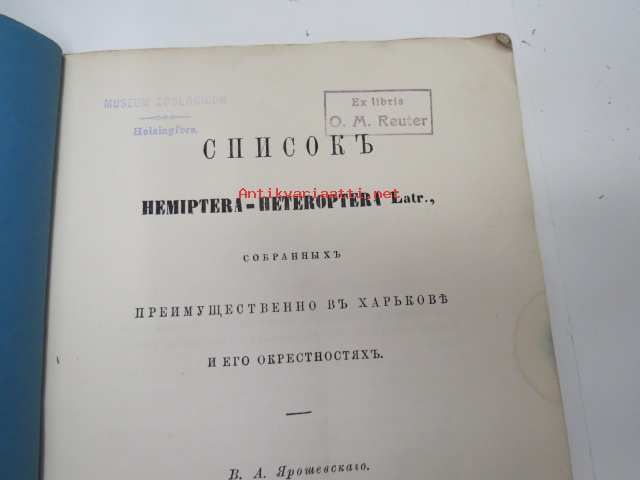 MUSEUM ZOOLOGICUM
Helsingfors.
Ex libris
O. M. Reuter
СПИСОКЪ
Antikvariaatti.net
HEMIPTERA-HETEROPTERA Latr.,
СОБРАННЫХЪ
ПРЕИМУЩЕСТВЕННО ВЪ ХАРЬКОВѢ
И ЕГО ОКРЕСТНОСТЯХЪ.
В. А. Ярошевскаго.